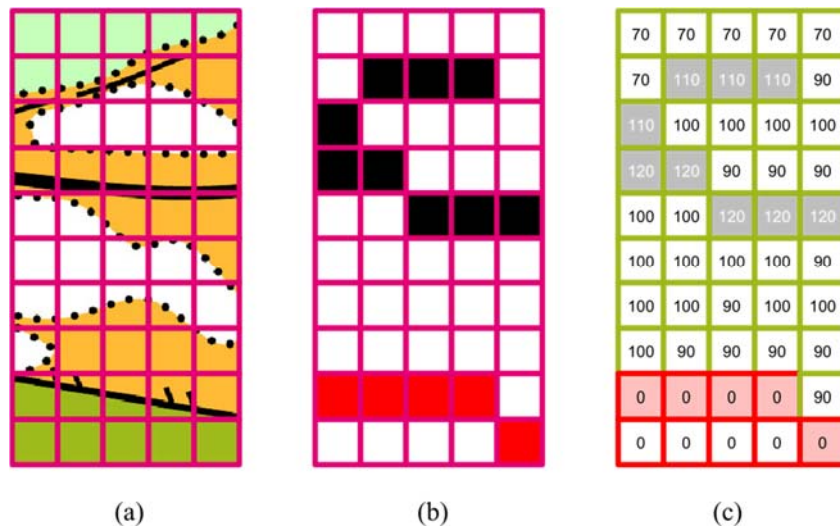 70 70 70 70 70
70 110 110 110 90
110 100 100 100 100
120 120 90 90 90
100 100 120 120 120
100 100 100 100 90
100 100 90 100 100
100 90 90 90 90
0 0 0 0 90
0 0 0 0 0
(a) (b) (c)